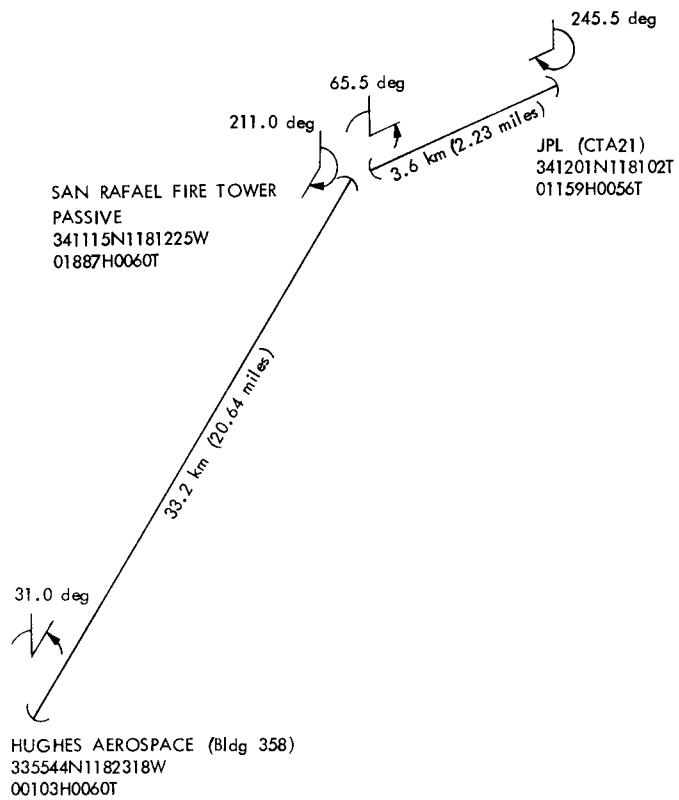 245.5 deg
65.5 deg
211.0 deg
3.6 km (2.23 miles)
JPL (CTA21)
341201N118102T
01159H0056T
SAN RAFAEL FIRE TOWER
PASSIVE
341115N1181225W
01887H0060T
33.2 km (20.64 miles)
31.0 deg
HUGHES AEROSPACE (Bldg 358)
335544N1182318W
00103H0060T